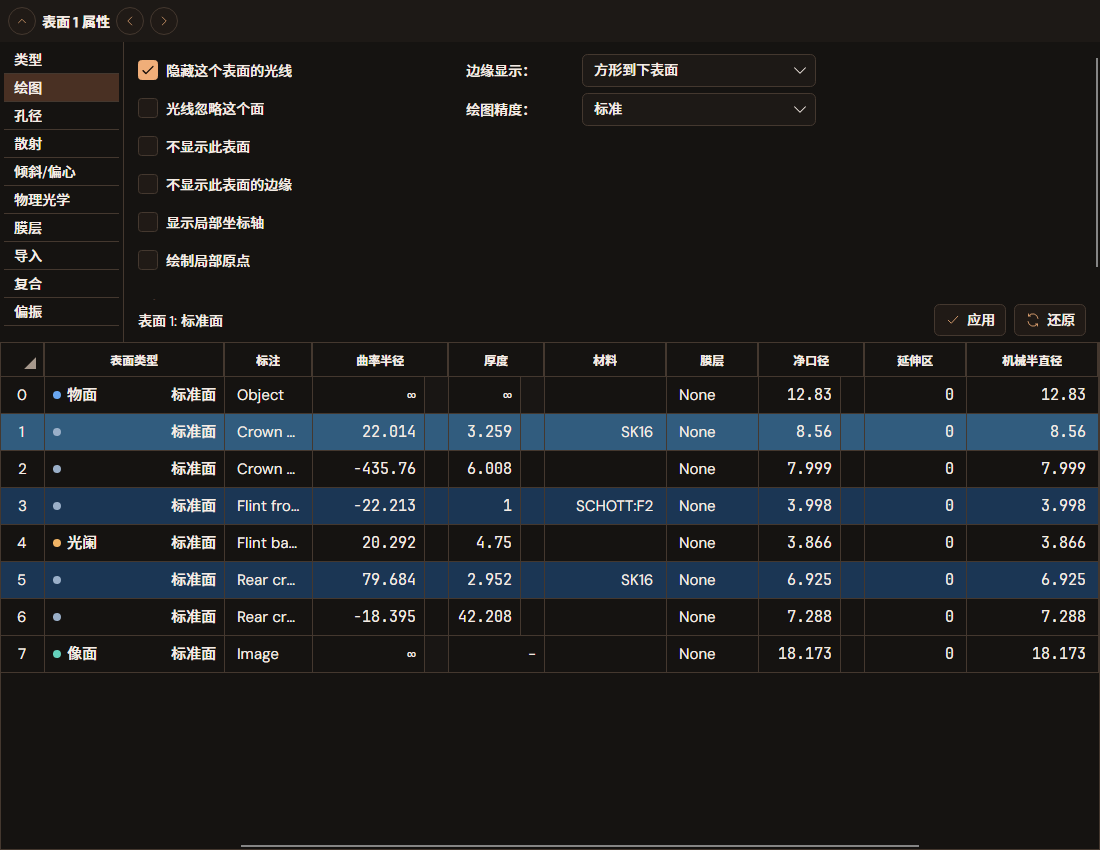 表面 1 属性
类型
绘图
孔径
散射
倾斜/偏心
物理光学
膜层
导入
复合
偏振
隐藏这个表面的光线
光线忽略这个面
不显示此表面
不显示此表面的边缘
显示局部坐标轴
绘制局部原点
边缘显示： 方形到下表面
绘图精度： 标准
表面 1: 标准面
应用 还原
表面类型 标注 曲率半径 厚度 材料 膜层 净口径 延伸区 机械半直径
0 物面 标准面 Object ∞ ∞ None 12.83 0 12.83
1 标准面 Crown ... 22.014 3.259 SK16 None 8.56 0 8.56
2 标准面 Crown ... -435.76 6.008 None 7.999 0 7.999
3 标准面 Flint fro... -22.213 1 SCHOTT:F2 None 3.998 0 3.998
4 光阑 标准面 Flint ba... 20.292 4.75 None 3.866 0 3.866
5 标准面 Rear cr... 79.684 2.952 SK16 None 6.925 0 6.925
6 标准面 Rear cr... -18.395 42.208 None 7.288 0 7.288
7 像面 标准面 Image ∞ - None 18.173 0 18.173